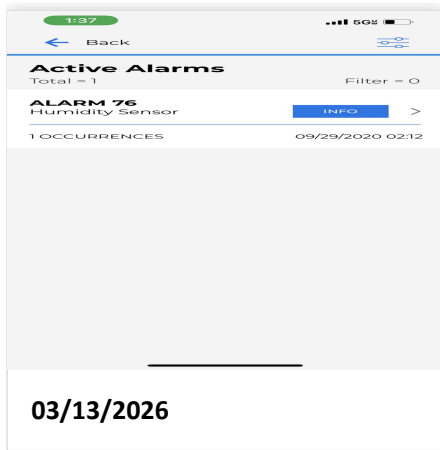 1:37 5G
Back
Active Alarms
Total = 1 Filter = 0
ALARM 76
Humidity Sensor INFO >
1 OCCURRENCES 09/29/2020 02:12
03/13/2026